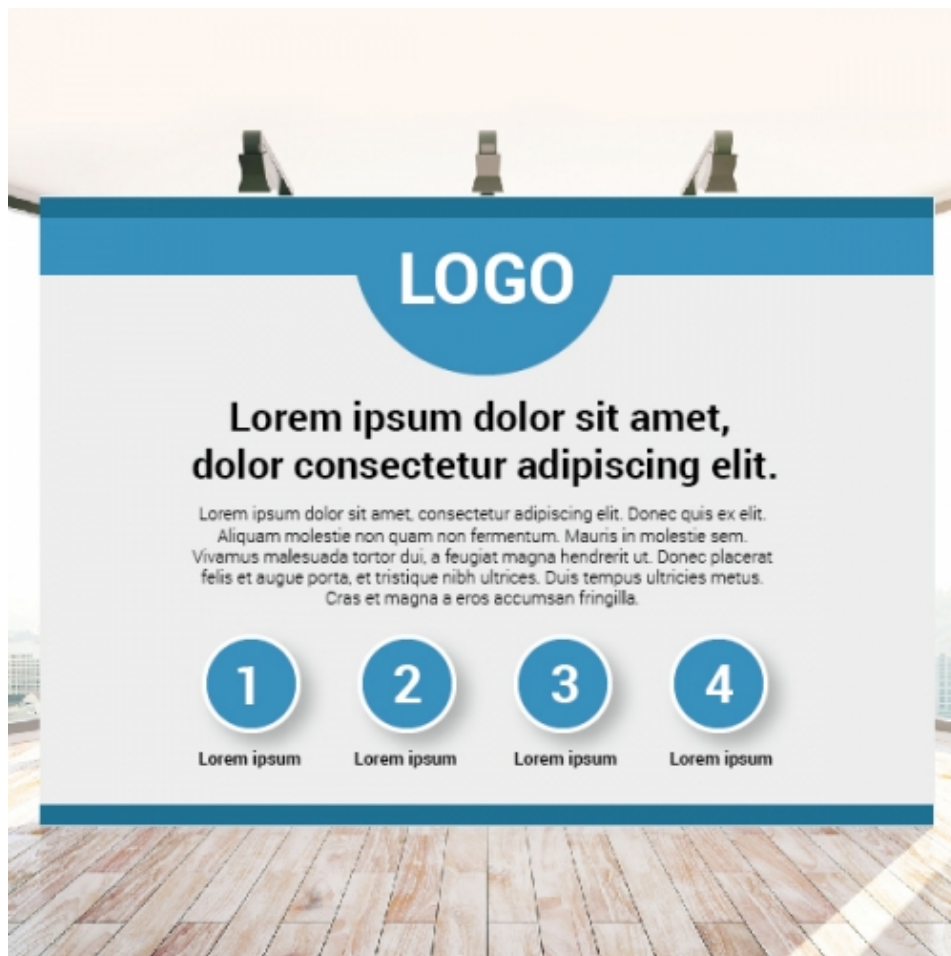 LOGO
Lorem ipsum dolor sit amet,
dolor consectetur adipiscing elit.
Lorem ipsum dolor sit amet, consectetur adipiscing elit. Donec quis ex elit.
Aliquam molestie non quam non fermentum. Mauris in molestie sem.
Vivamus malesuada tortor dui, a feugiat magna hendrerit ut. Donec placerat
felis et augue porta, et tristique nibh ultrices. Duis tempus ultricies metus.
Cras et magna a eros accumsan fringilla.
1 2 3 4
Lorem ipsum Lorem ipsum Lorem ipsum Lorem ipsum